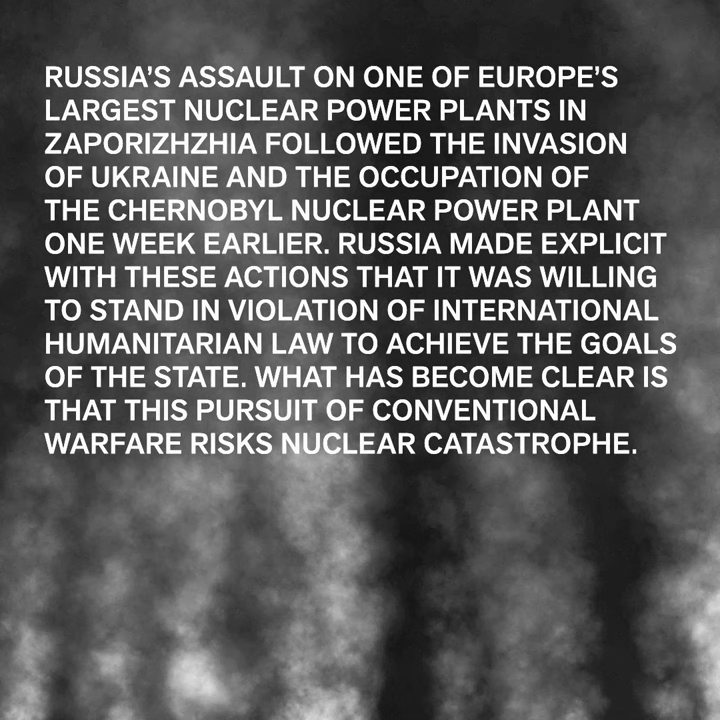 RUSSIA’S ASSAULT ON ONE OF EUROPE’S
LARGEST NUCLEAR POWER PLANTS IN
ZAPORIZHZHIA FOLLOWED THE INVASION
OF UKRAINE AND THE OCCUPATION OF
THE CHERNOBYL NUCLEAR POWER PLANT
ONE WEEK EARLIER. RUSSIA MADE EXPLICIT
WITH THESE ACTIONS THAT IT WAS WILLING
TO STAND IN VIOLATION OF INTERNATIONAL
HUMANITARIAN LAW TO ACHIEVE THE GOALS
OF THE STATE. WHAT HAS BECOME CLEAR IS
THAT THIS PURSUIT OF CONVENTIONAL
WARFARE RISKS NUCLEAR CATASTROPHE.